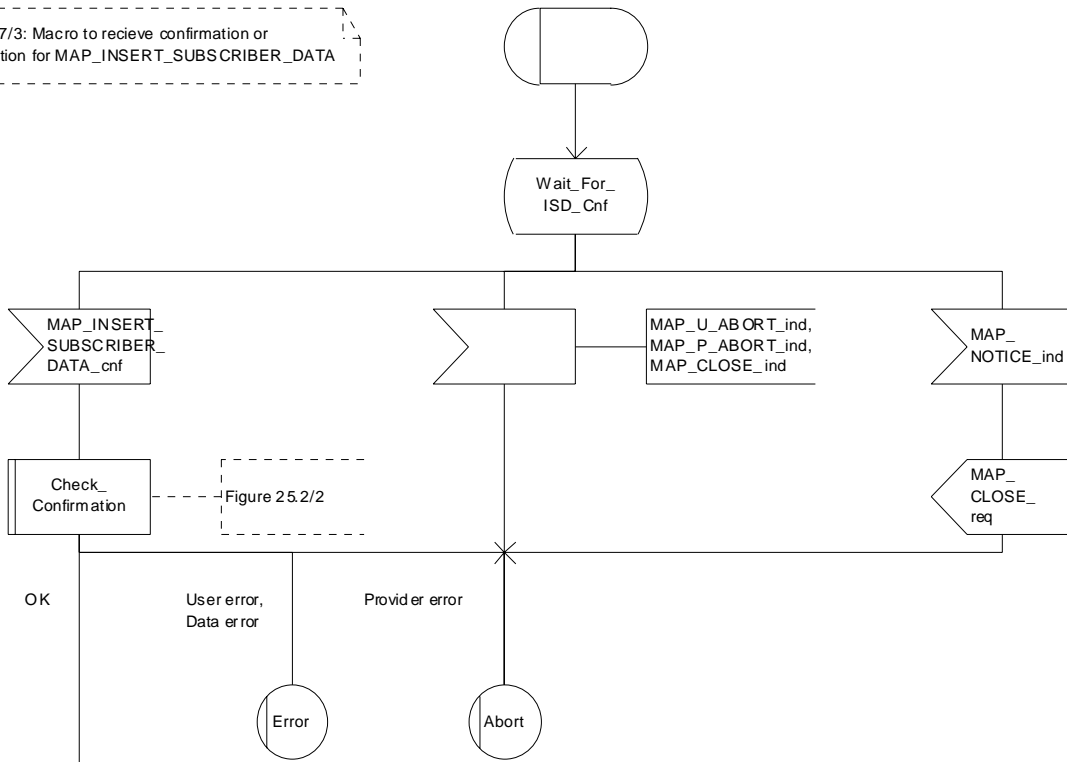 7/3: Macro to recieve confirmation or
tion for MAP_INSERT_SUBSCRIBER_DATA
Wait_For_
ISD_Cnf
MAP_INSERT_
SUBSCRIBER_
DATA_cnf
MAP_U_ABORT_ind,
MAP_P_ABORT_ind,
MAP_CLOSE_ind
MAP_
NOTICE_ind
Check_
Confirmation
Figure 25.2/2
MAP_
CLOSE_
req
OK
User error,
Data error
Provider error
Error
Abort